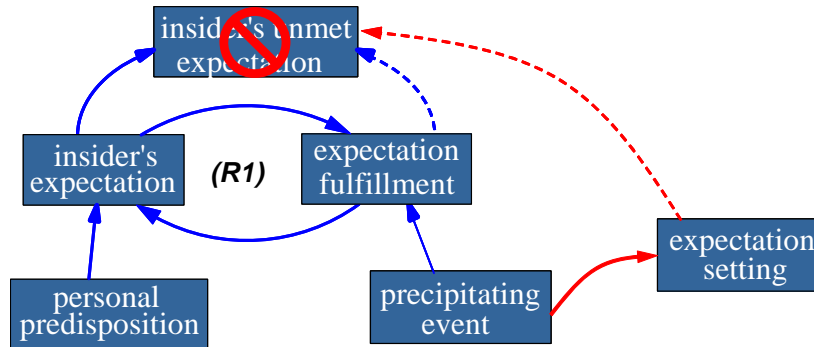 insider's unmet
expectation
insider's
expectation
(R1)
expectation
fulfillment
expectation
setting
personal
predisposition
precipitating
event